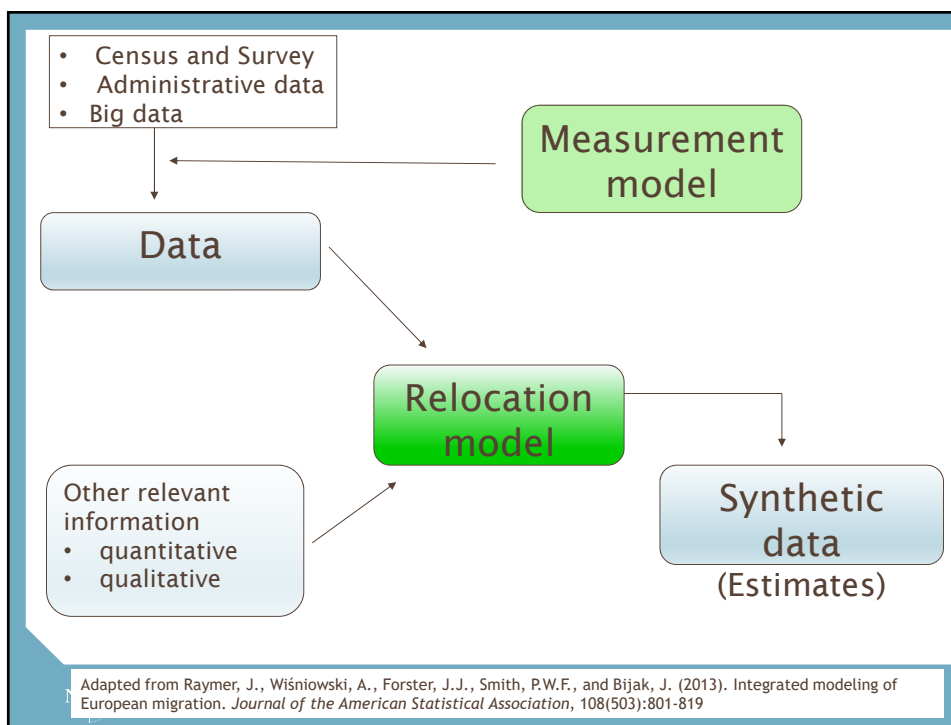 • Census and Survey
• Administrative data
• Big data
Measurement
model
Data
Relocation
model
Other relevant
information
• quantitative
• qualitative
Synthetic
data
(Estimates)
Adapted from Raymer, J., Wiśniowski, A., Forster, J.J., Smith, P.W.F., and Bijak, J. (2013). Integrated modeling of
European migration. Journal of the American Statistical Association, 108(503):801-819